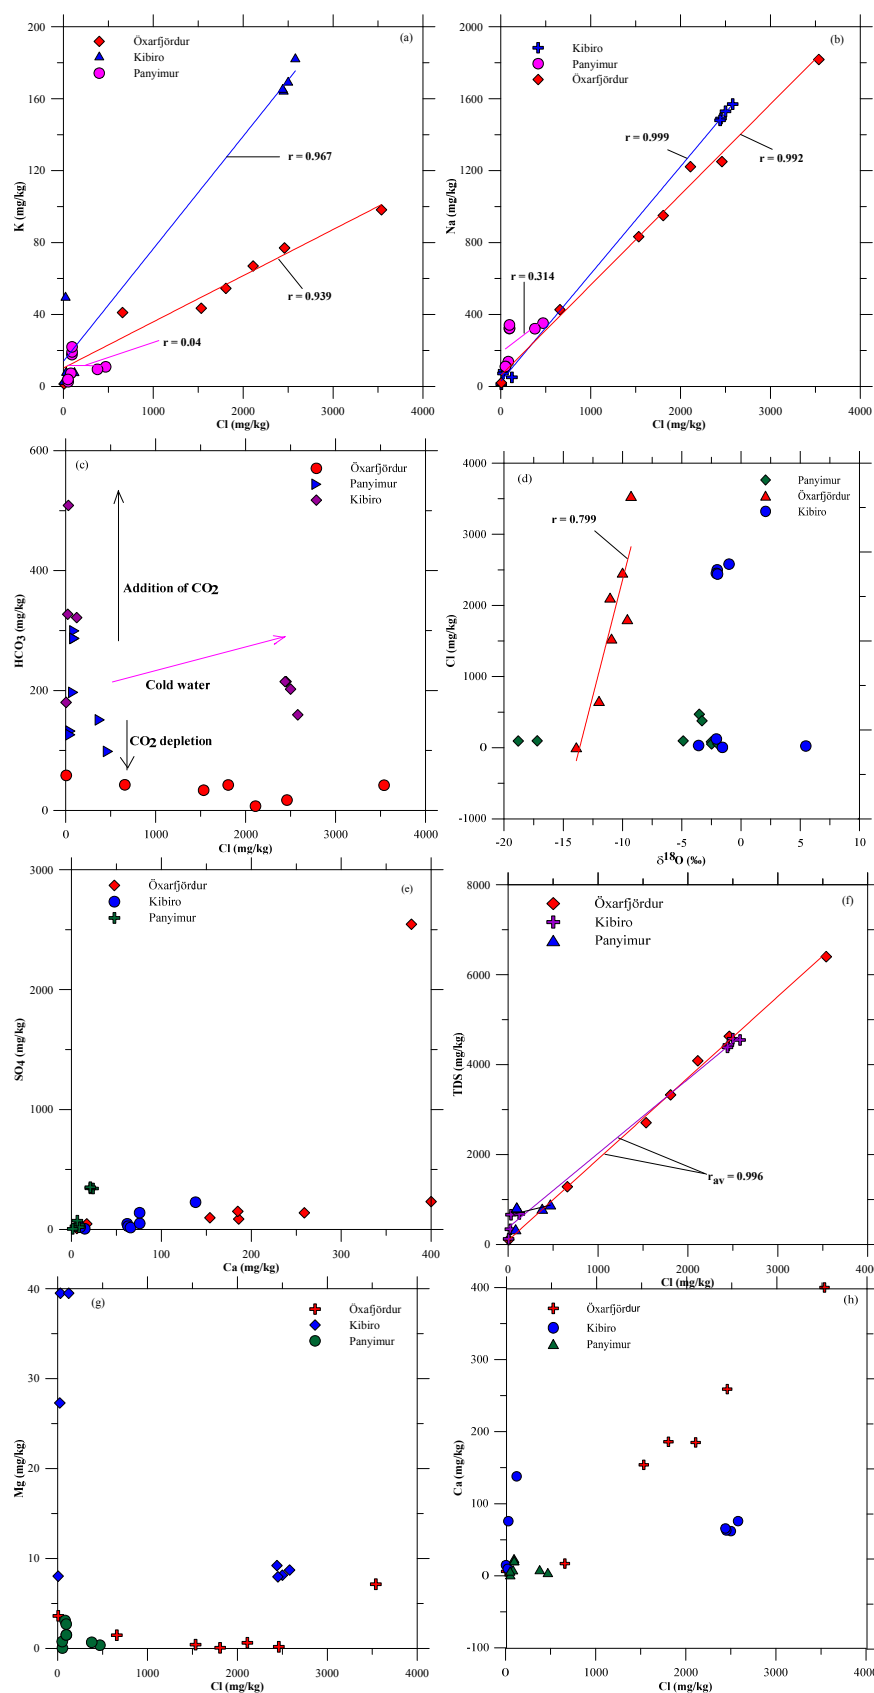 (a)
Öxarfjördur
Kibiro
Panyimur
r = 0.967
r = 0.939
r = 0.04
K (mg/kg)
200
160
120
80
40
0
0 1000 2000 3000 4000
Cl (mg/kg)
(b)
Kibiro
Panyimur
Öxarfjördur
r = 0.999
r = 0.992
r = 0.314
Na (mg/kg)
2000
1600
1200
800
400
0
0 1000 2000 3000 4000
Cl (mg/kg)
(c)
Öxarfjördur
Panyimur
Kibiro
Addition of CO2
Cold water
CO2 depletion
HCO3 (mg/kg)
600
400
200
0
0 1000 2000 3000 4000
Cl (mg/kg)
(d)
Panyimur
Öxarfjördur
Kibiro
r = 0.799
Cl (mg/kg)
4000
3000
2000
1000
0
-1000
-20 -15 -10 -5 0 5 10
δ18O (‰)
(e)
Öxarfjördur
Kibiro
Panyimur
SO4 (mg/kg)
3000
2000
1000
0
0 100 200 300 400
Ca (mg/kg)
(f)
Öxarfjördur
Kibiro
Panyimur
rav = 0.996
TDS (mg/kg)
8000
6000
4000
2000
0
0 1000 2000 3000 4000
Cl (mg/kg)
(g)
Öxafjördur
Kibiro
Panyimur
Mg (mg/kg)
40
30
20
10
0
0 1000 2000 3000 4000
Cl (mg/kg)
(h)
Öxarfjördur
Kibiro
Panyimur
Ca (mg/kg)
400
300
200
100
0
-100
0 1000 2000 3000 4000
Cl (mg/kg)